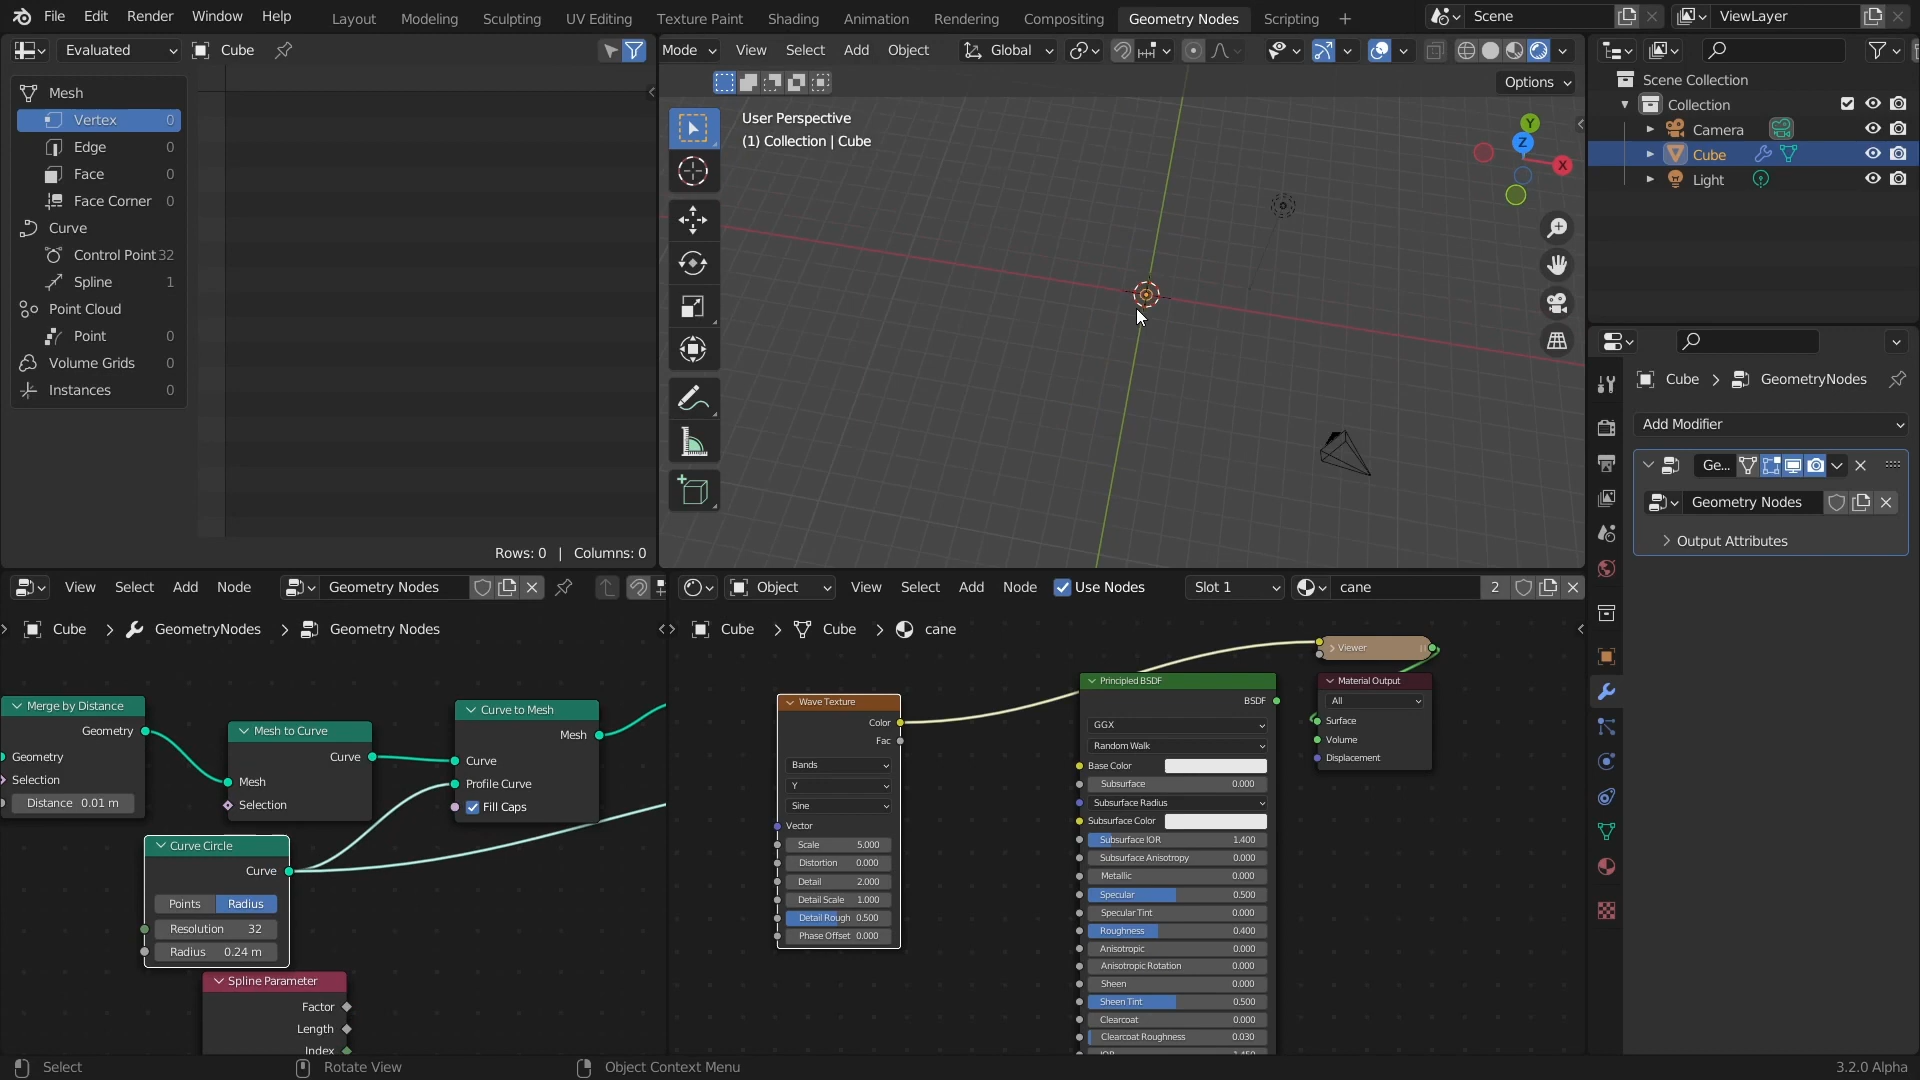 File Edit Render Window Help
Layout Modeling Sculpting UV Editing Texture Paint Shading Animation Rendering Compositing Geometry Nodes Scripting +
Scene
ViewLayer
Evaluated
Cube
Mode View Select Add Object
Global
Options
Mesh
Vertex 0
Edge 0
Face 0
Face Corner 0
Curve
Control Point 32
Spline 1
Point Cloud
Point 0
Volume Grids 0
Instances 0
Rows: 0 | Columns: 0
User Perspective
(1) Collection | Cube
Y
Z
X
Scene Collection
Collection
Camera
Cube
Light
Cube > GeometryNodes
Add Modifier
Ge...
Geometry Nodes
Output Attributes
View Select Add Node
Geometry Nodes
Cube > GeometryNodes > Geometry Nodes
Merge by Distance
Geometry
Geometry
Selection
Distance 0.01 m
Mesh to Curve
Curve
Mesh
Selection
Curve to Mesh
Mesh
Curve
Profile Curve
Fill Caps
Curve Circle
Curve
Points Radius
Resolution 32
Radius 0.24 m
Spline Parameter
Factor
Length
Index
Object View Select Add Node Use Nodes
Slot 1
cane 2
Cube > Cube > cane
Wave Texture
Color
Fac
Bands
Y
Sine
Vector
Scale 5.000
Distortion 0.000
Detail 2.000
Detail Scale 1.000
Detail Rough 0.500
Phase Offset 0.000
Principled BSDF
BSDF
GGX
Random Walk
Base Color
Subsurface 0.000
Subsurface Radius
Subsurface Color
Subsurface IOR 1.400
Subsurface Anisotropy 0.000
Metallic 0.000
Specular 0.500
Specular Tint 0.000
Roughness 0.400
Anisotropic 0.000
Anisotropic Rotation 0.000
Sheen 0.000
Sheen Tint 0.500
Clearcoat 0.000
Clearcoat Roughness 0.030
Viewer
Material Output
All
Surface
Volume
Displacement
Select
Rotate View
Object Context Menu
3.2.0 Alpha